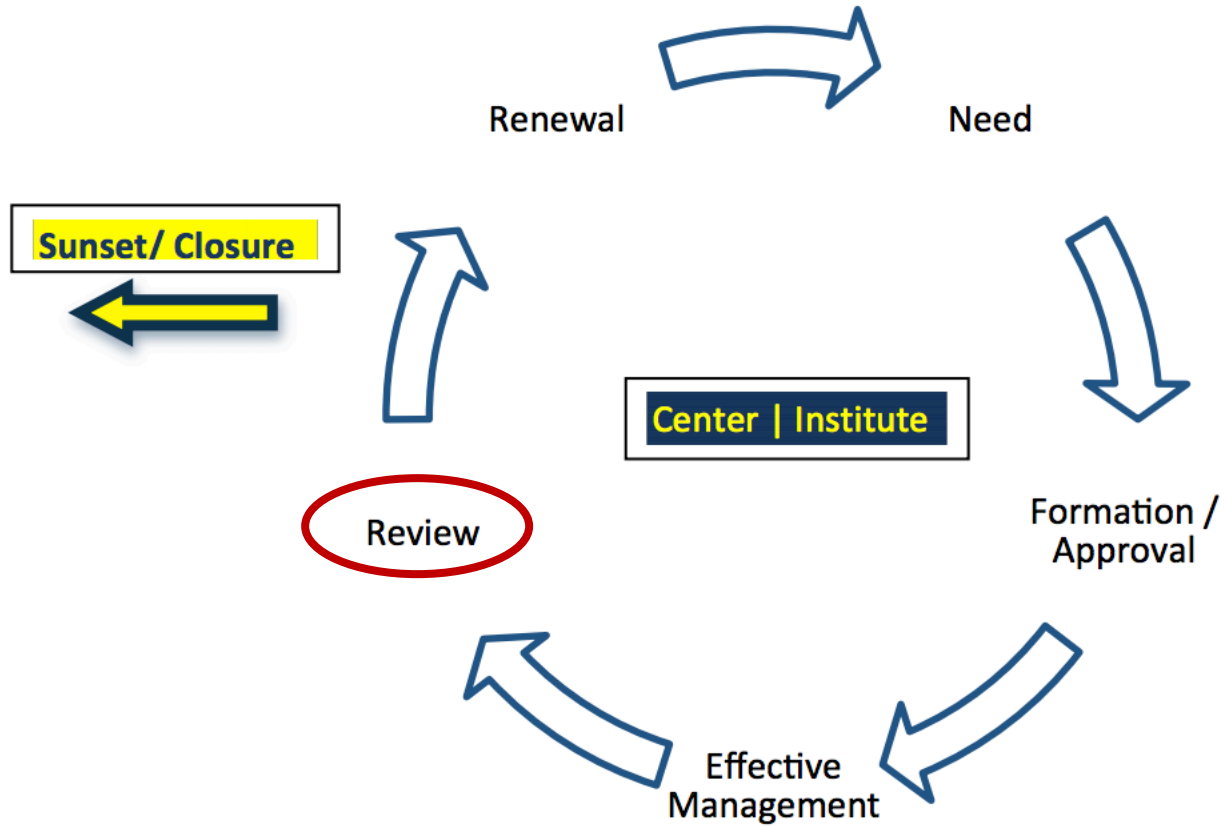 Renewal
Need
Sunset/ Closure
Center | Institute
Review
Formation /
Approval
Effective
Management